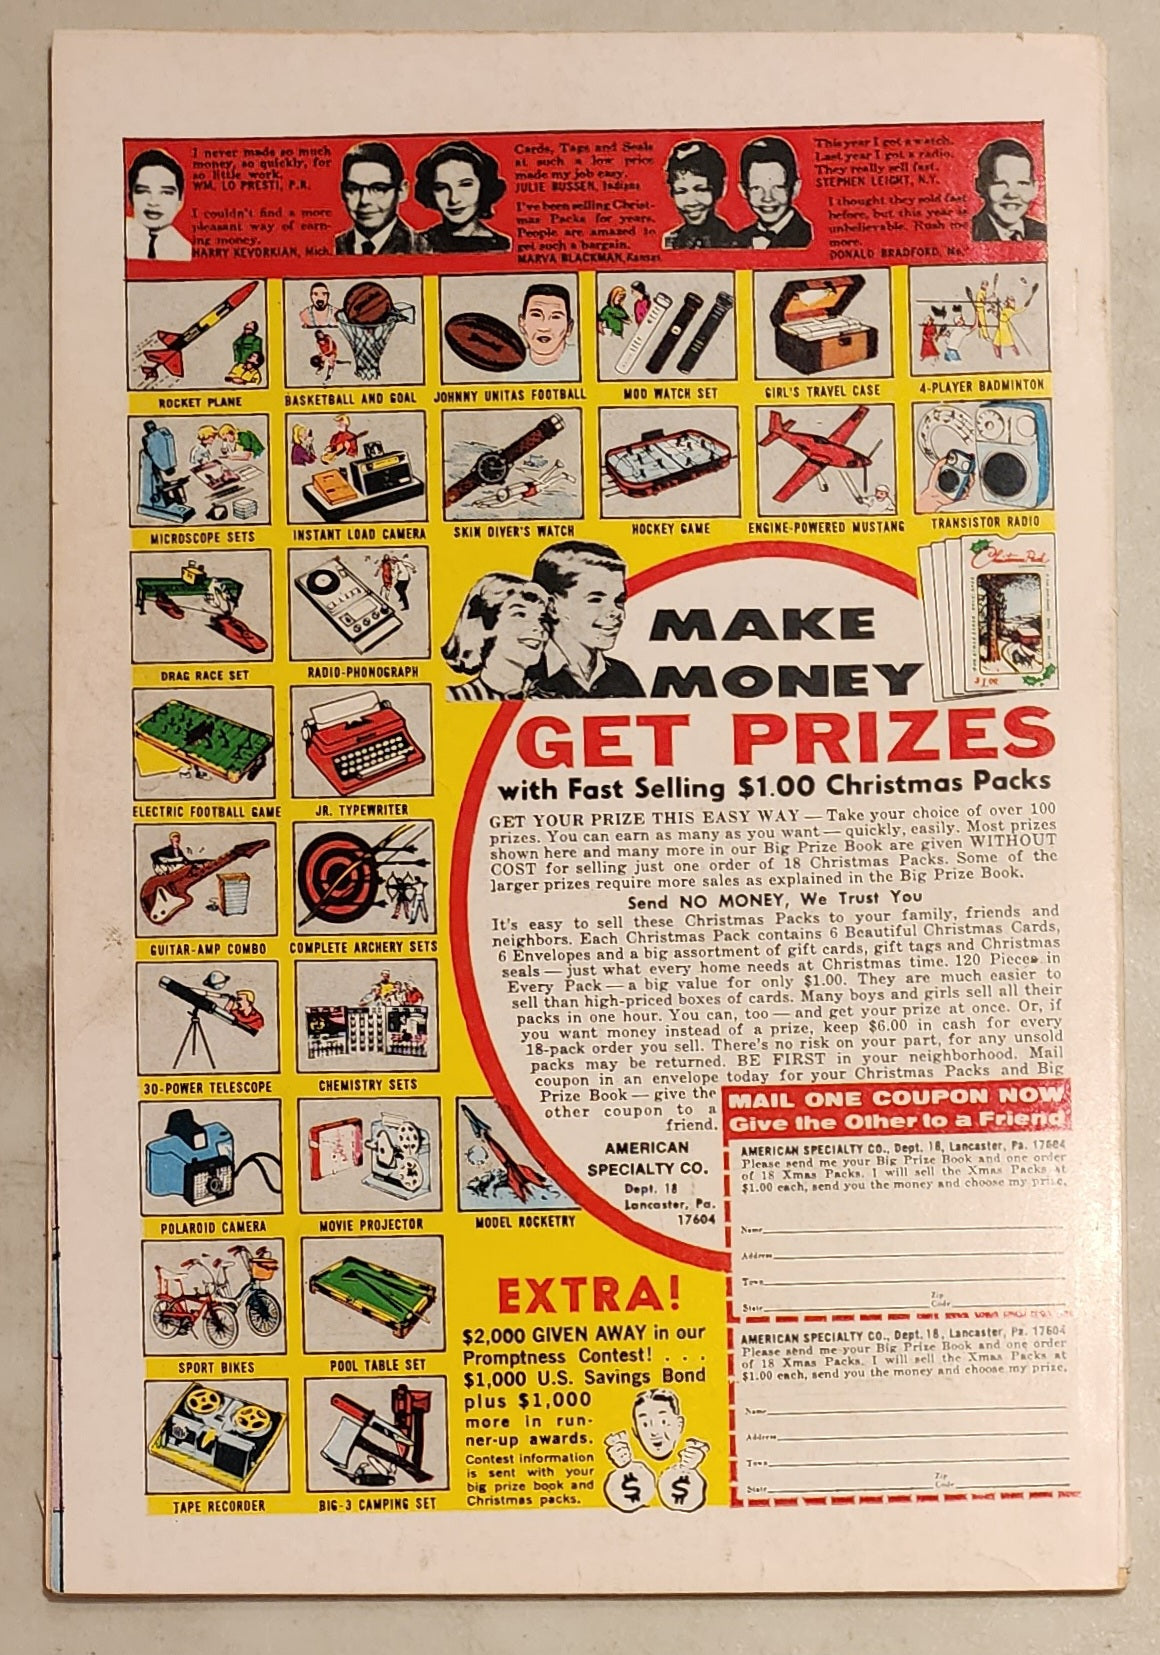 I never made so much
money, so quickly, for
so little work.
WM. LO PRESTI, P.R.
I couldn't find a more
pleasant way of earn-
ing money.
HARRY KEVORKIAN, Mich.
Cards, Tags and Seals
at such a low price
made my job easy.
JULIE BUSSEN, Indiana
I've been selling Christ-
mas Packs for years.
People are amazed to
get such a bargain.
MARVA BLACKMAN, Kansas
This year I got a watch.
Last year I got a radio.
They really sell fast.
STEPHEN LEIGHT, N.Y.
I thought they sold fast
before, but this year is
unbelievable. Rush me
more.
DONALD BRADFORD, No.
ROCKET PLANE
BASKETBALL AND GOAL
JOHNNY UNITAS FOOTBALL
MOD WATCH SET
GIRL'S TRAVEL CASE
4-PLAYER BADMINTON
MICROSCOPE SETS
INSTANT LOAD CAMERA
SKIN DIVER'S WATCH
HOCKEY GAME
ENGINE-POWERED MUSTANG
TRANSISTOR RADIO
DRAG RACE SET
RADIO-PHONOGRAPH
ELECTRIC FOOTBALL GAME
JR. TYPEWRITER
GUITAR-AMP COMBO
COMPLETE ARCHERY SETS
30-POWER TELESCOPE
CHEMISTRY SETS
POLAROID CAMERA
MOVIE PROJECTOR
MODEL ROCKETRY
SPORT BIKES
POOL TABLE SET
TAPE RECORDER
BIG-3 CAMPING SET
Christmas Pack
MAKE
MONEY
GET PRIZES
with Fast Selling $1.00 Christmas Packs
GET YOUR PRIZE THIS EASY WAY — Take your choice of over 100
prizes. You can earn as many as you want — quickly, easily. Most prizes
shown here and many more in our Big Prize Book are given WITHOUT
COST for selling just one order of 18 Christmas Packs. Some of the
larger prizes require more sales as explained in the Big Prize Book.
Send NO MONEY, We Trust You
It's easy to sell these Christmas Packs to your family, friends and
neighbors. Each Christmas Pack contains 6 Beautiful Christmas Cards,
6 Envelopes and a big assortment of gift cards, gift tags and Christmas
seals — just what every home needs at Christmas time. 120 Pieces in
Every Pack — a big value for only $1.00. They are much easier to
sell than high-priced boxes of cards. Many boys and girls sell all their
packs in one hour. You can, too — and get your prize at once. Or, if
you want money instead of a prize, keep $6.00 in cash for every
18-pack order you sell. There's no risk on your part, for any unsold
packs may be returned. BE FIRST in your neighborhood. Mail
coupon in an envelope today for your Christmas Packs and Big
Prize Book — give the
other coupon to a
friend.
AMERICAN
SPECIALTY CO.
Dept. 18
Lancaster, Pa.
17604
MAIL ONE COUPON NOW
Give the Other to a Friend
AMERICAN SPECIALTY CO., Dept. 18, Lancaster, Pa. 17604
Please send me your Big Prize Book and one order
of 18 Xmas Packs. I will sell the Xmas Packs at
$1.00 each, send you the money and choose my prize.
Name
Address
Town
State Zip Code
AMERICAN SPECIALTY CO., Dept. 18, Lancaster, Pa. 17604
Please send me your Big Prize Book and one order
of 18 Xmas Packs. I will sell the Xmas Packs at
$1.00 each, send you the money and choose my prize.
Name
Address
Town
State Zip Code
EXTRA!
$2,000 GIVEN AWAY in our
Promptness Contest! . . .
$1,000 U.S. Savings Bond
plus $1,000
more in run-
ner-up awards.
Contest information
is sent with your
big prize book and
Christmas packs.
$ $